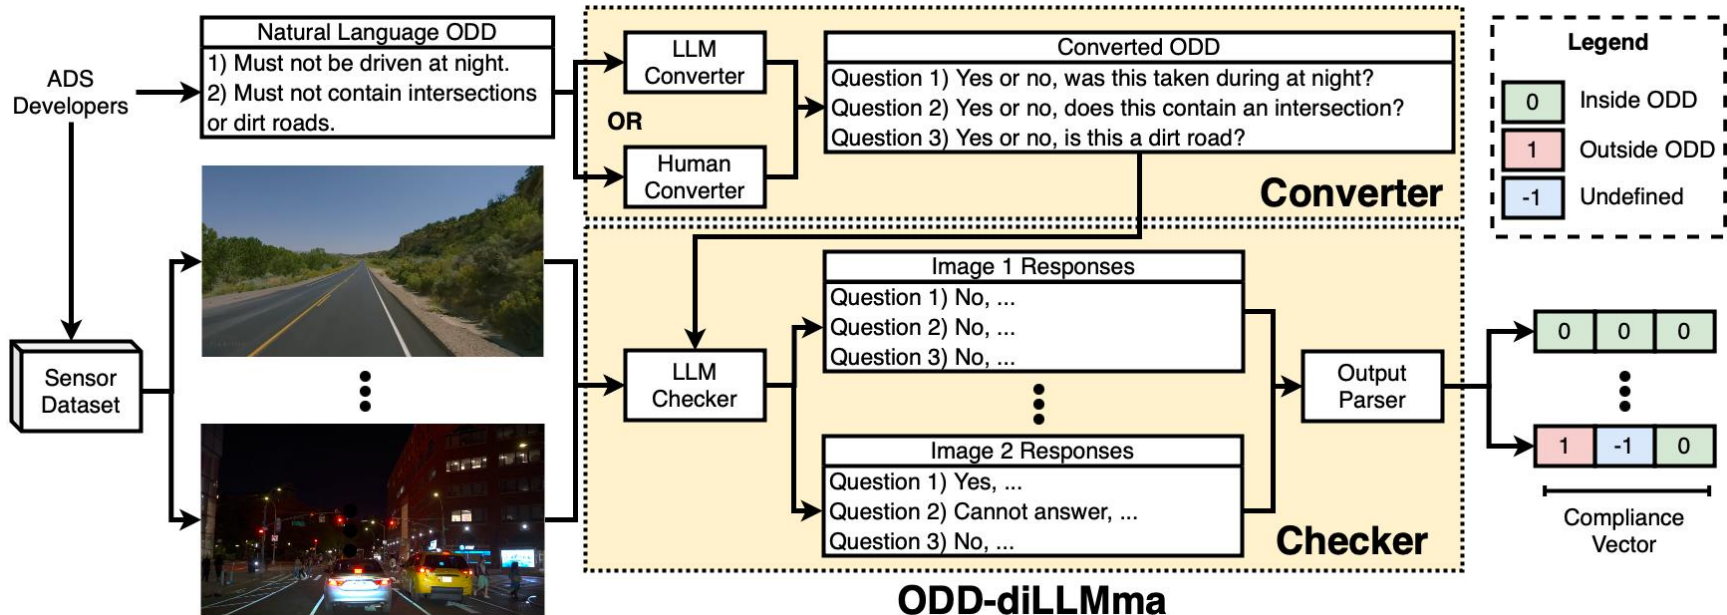 ADS
Developers
Natural Language ODD
1) Must not be driven at night.
2) Must not contain intersections
or dirt roads.
LLM
Converter
OR
Human
Converter
Converted ODD
Question 1) Yes or no, was this taken during at night?
Question 2) Yes or no, does this contain an intersection?
Question 3) Yes or no, is this a dirt road?
Converter
Legend
0 Inside ODD
1 Outside ODD
-1 Undefined
Sensor
Dataset
LLM
Checker
Image 1 Responses
Question 1) No, ...
Question 2) No, ...
Question 3) No, ...
Image 2 Responses
Question 1) Yes, ...
Question 2) Cannot answer, ...
Question 3) No, ...
Output
Parser
Checker
0 0 0
1 -1 0
Compliance
Vector
ODD-diLLMma